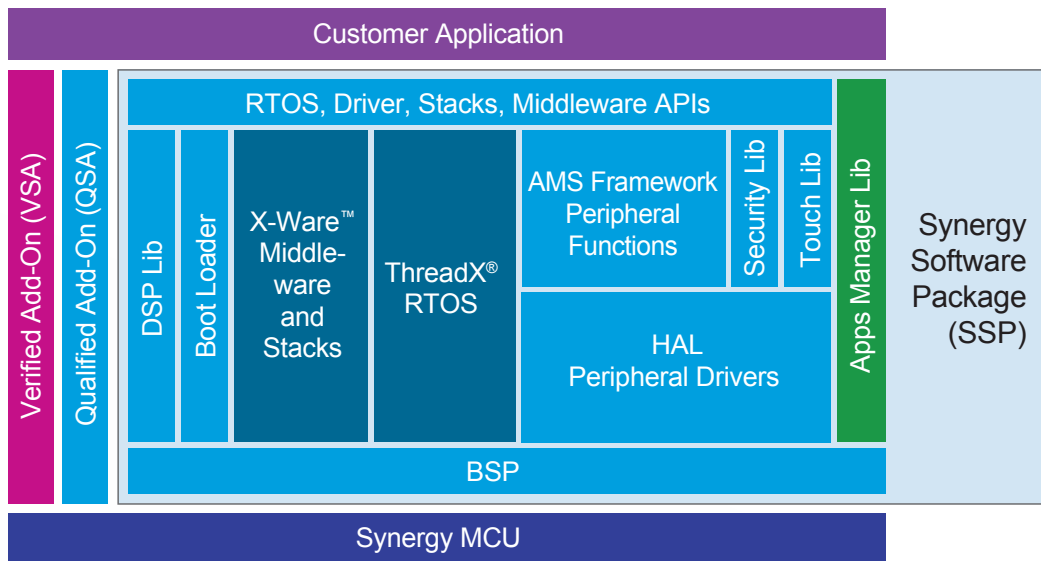 Customer Application
Verified Add-On (VSA)
Qualified Add-On (QSA)
RTOS, Driver, Stacks, Middleware APIs
DSP Lib
Boot Loader
X-Ware™
Middle-
ware
and
Stacks
ThreadX®
RTOS
AMS Framework
Peripheral
Functions
Security Lib
Touch Lib
HAL
Peripheral Drivers
Apps Manager Lib
Synergy
Software
Package
(SSP)
BSP
Synergy MCU